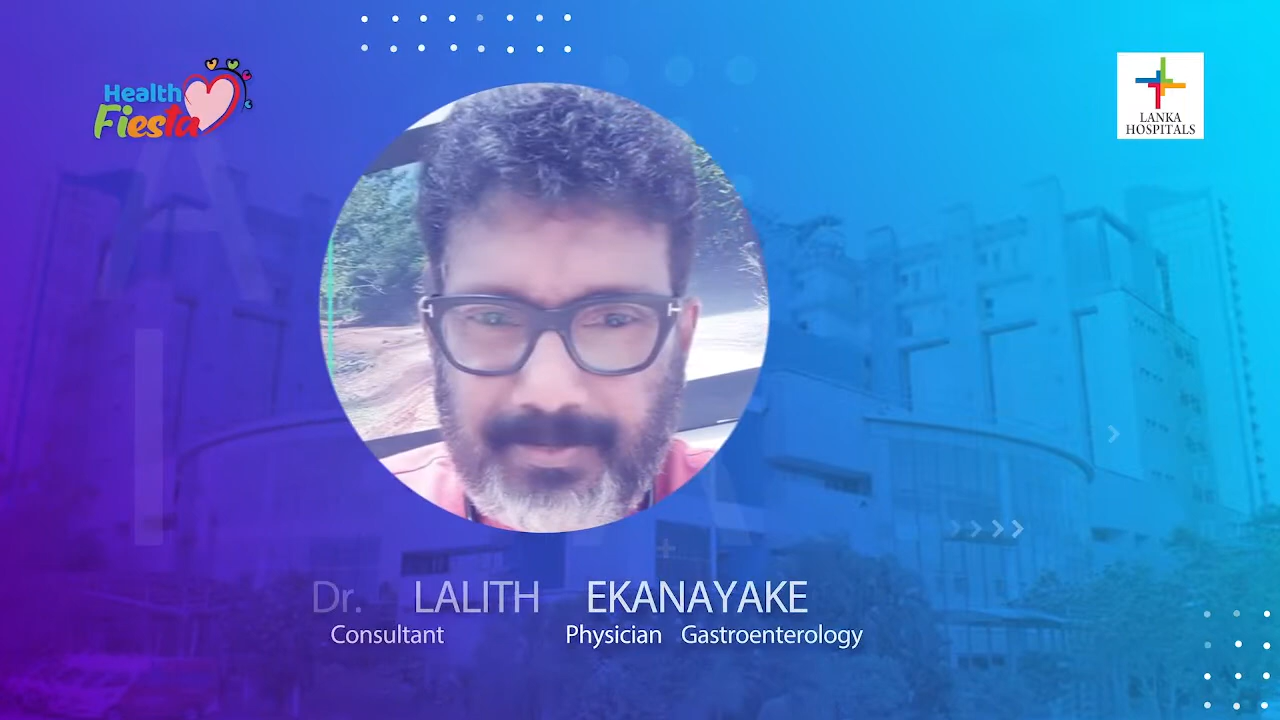 Health
Fiesta
LANKA
HOSPITALS
Dr. LALITH EKANAYAKE
Consultant Physician Gastroenterology